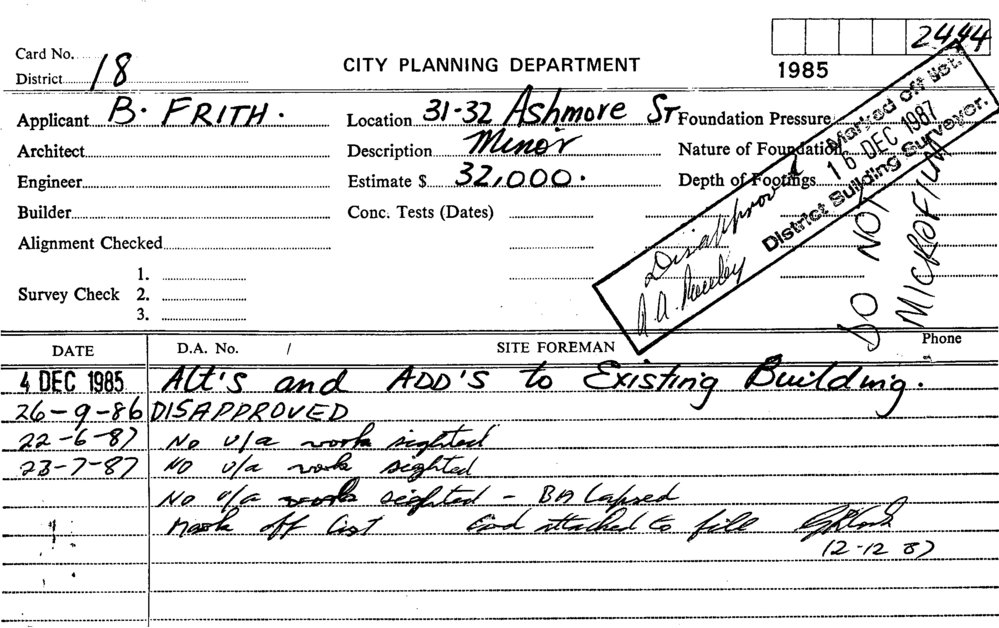 2444
Card No.
District 18
CITY PLANNING DEPARTMENT
1985
Applicant B. FRITH.
Location 31-32 Ashmore ST
Foundation Pressure
Architect
Description Minor
Nature of Foundation
Engineer
Estimate $ 32,000.
Depth of Footings
Builder
Conc. Tests (Dates)
Alignment Checked
Survey Check
1.
2.
3.
Disapproved
Marked off list.
16 DEC 1987
District Building Surveyor.
DO NOT
MICROFILM
DATE
D.A. No. /
SITE FOREMAN
Phone
4 DEC 1985 Alt's and ADD'S to Existing Building.
26-9-86 DISAPPROVED
22-6-87 No u/a work sighted
23-7-87 No u/a work sighted
No u/a work sighted - BA Lapsed
Mark off list Card attached to file
12-12 87